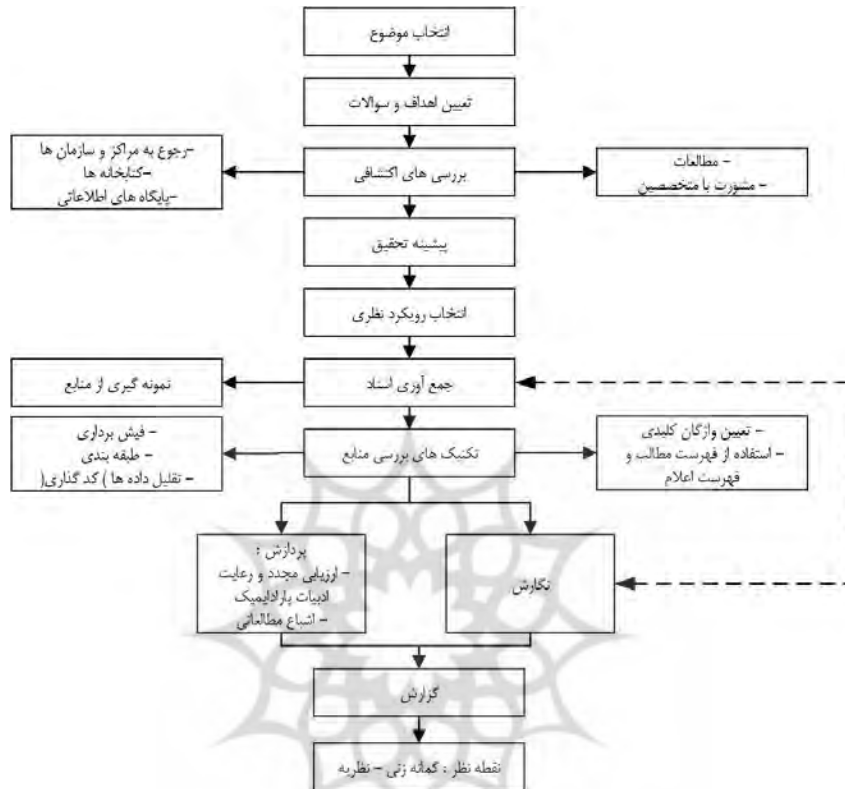 انتخاب موضوع
تعیین اهداف و سوالات
بررسی های اکتشافی
-رجوع به مراکز و سازمان ها
-کتابخانه ها
-پایگاه های اطلاعاتی
- مطالعات
- مشورت با متخصصین
پیشینه تحقیق
انتخاب رویکرد نظری
جمع آوری اسناد
نمونه گیری از منابع
تکنیک های بررسی منابع
- تعیین واژگان کلیدی
- استفاده از فهرست مطالب و
فهرست اعلام
- فیش برداری
- طبقه بندی
- تقلیل داده ها ) کد گذاری(
نگارش
پردازش :
- ارزیابی مجدد و رعایت
ادبیات پارادایمیک
- اشباع مطالعاتی
گزارش
نقطه نظر : گمانه زنی - نظریه